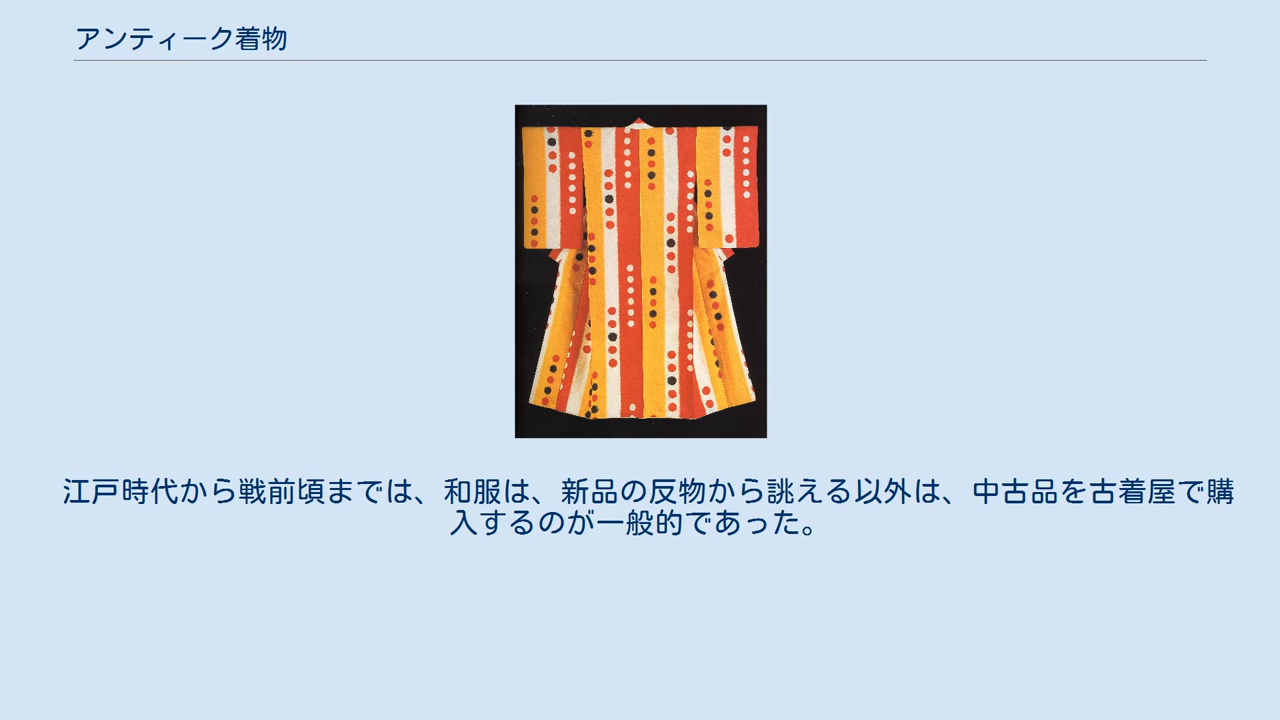 アンティーク着物
江戸時代から戦前頃までは、和服は、新品の反物から誂える以外は、中古品を古着屋で購
入するのが一般的であった。